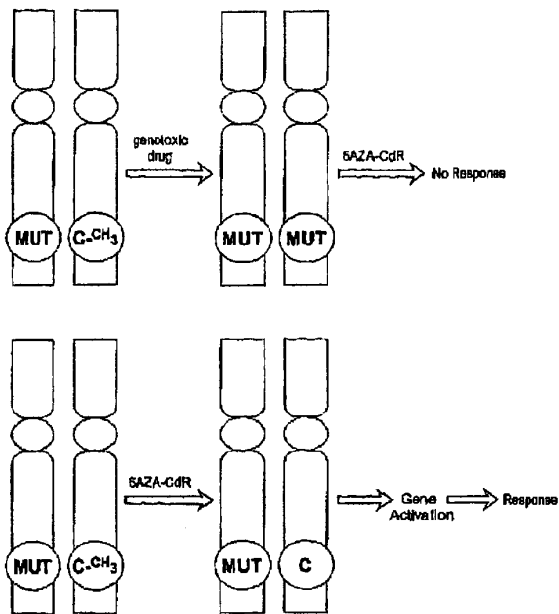 genotoxic
drug
5AZA-CdR
No Response
MUT
C-CH3
MUT
MUT
5AZA-CdR
Gene
Activation
Response
MUT
C-CH3
MUT
C